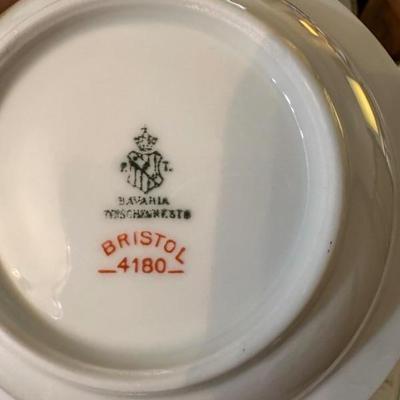 P. T.
BAVARIA
TIRSCHENREUTH
BRISTOL
4180